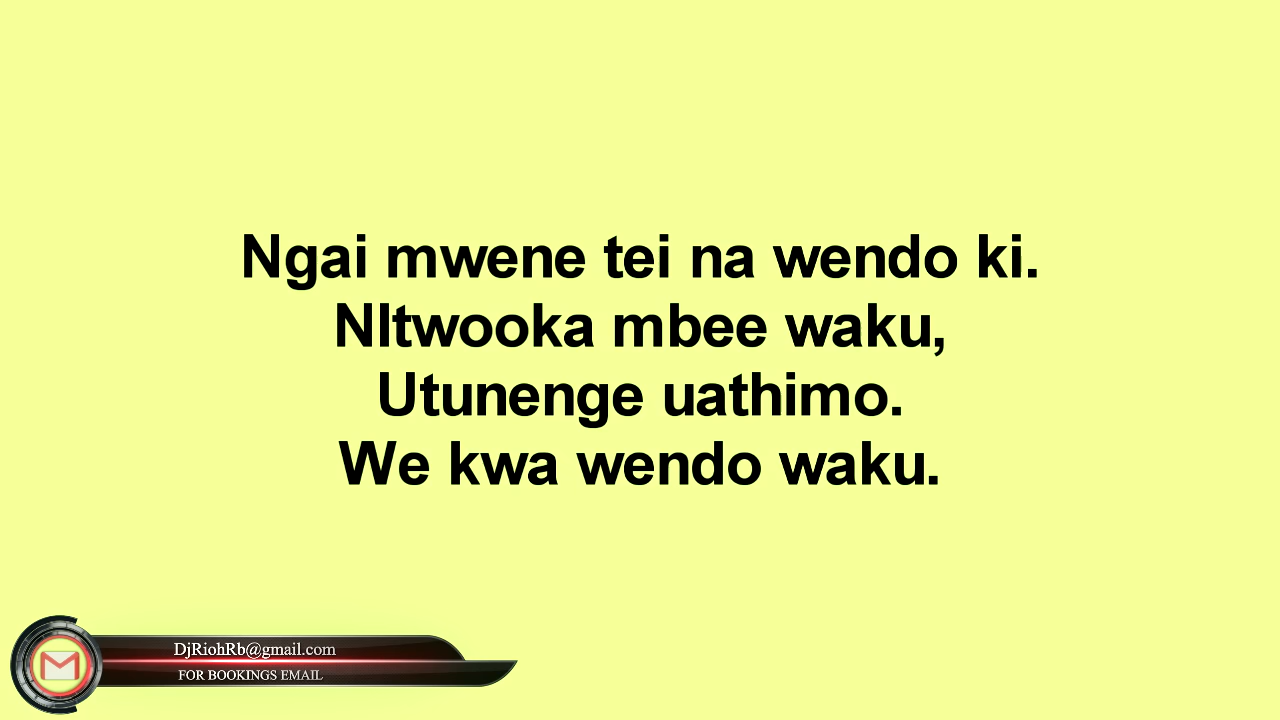 Ngai mwene tei na wendo ki.
NItwooka mbee waku,
Utunenge uathimo.
We kwa wendo waku.
DjRiohRb@gmail.com
FOR BOOKINGS EMAIL